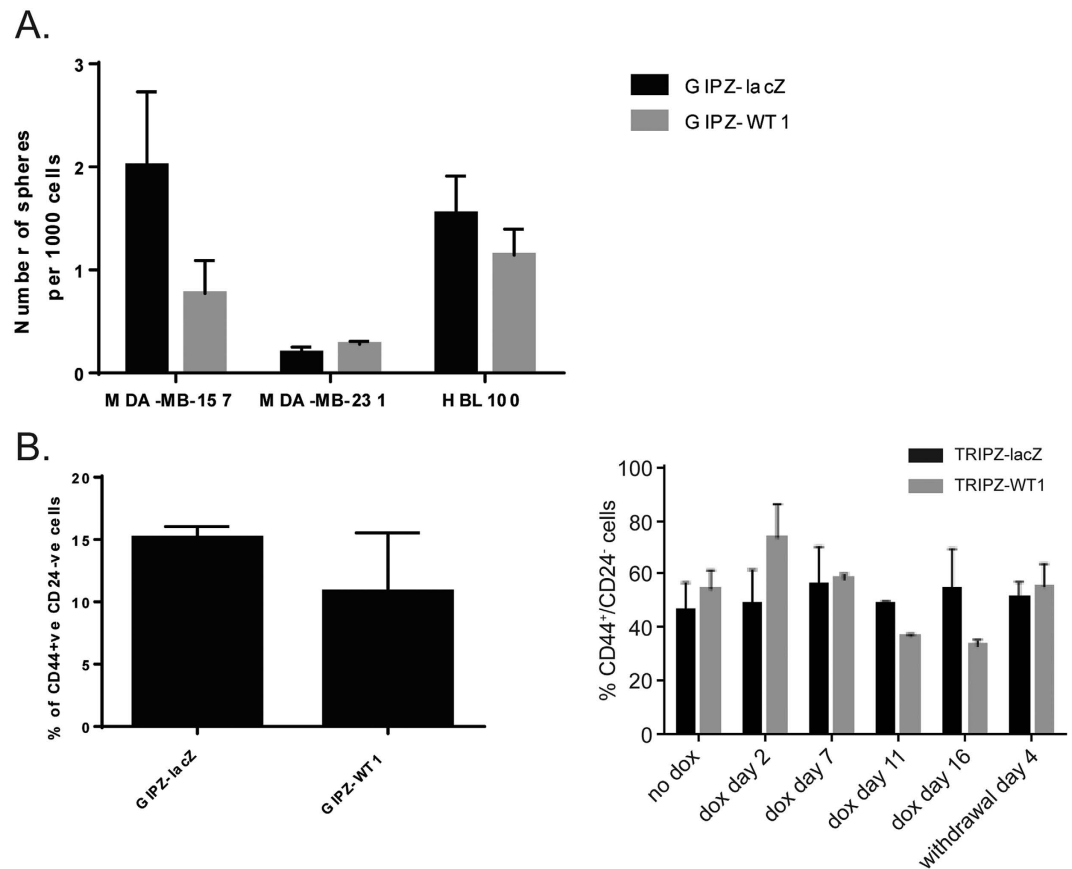 A.
Number of spheres
per 1000 cells
3
2
1
0
MDA-MB-157
MDA-MB-231
HBL100
GIPZ-lacZ
GIPZ-WT1
B.
% of CD44+ve CD24-ve cells
20
15
10
5
0
GIPZ-lacZ
GIPZ-WT1
% CD44⁺/CD24⁻ cells
100
80
60
40
20
0
no dox
dox day 2
dox day 7
dox day 11
dox day 16
withdrawal day 4
TRIPZ-lacZ
TRIPZ-WT1